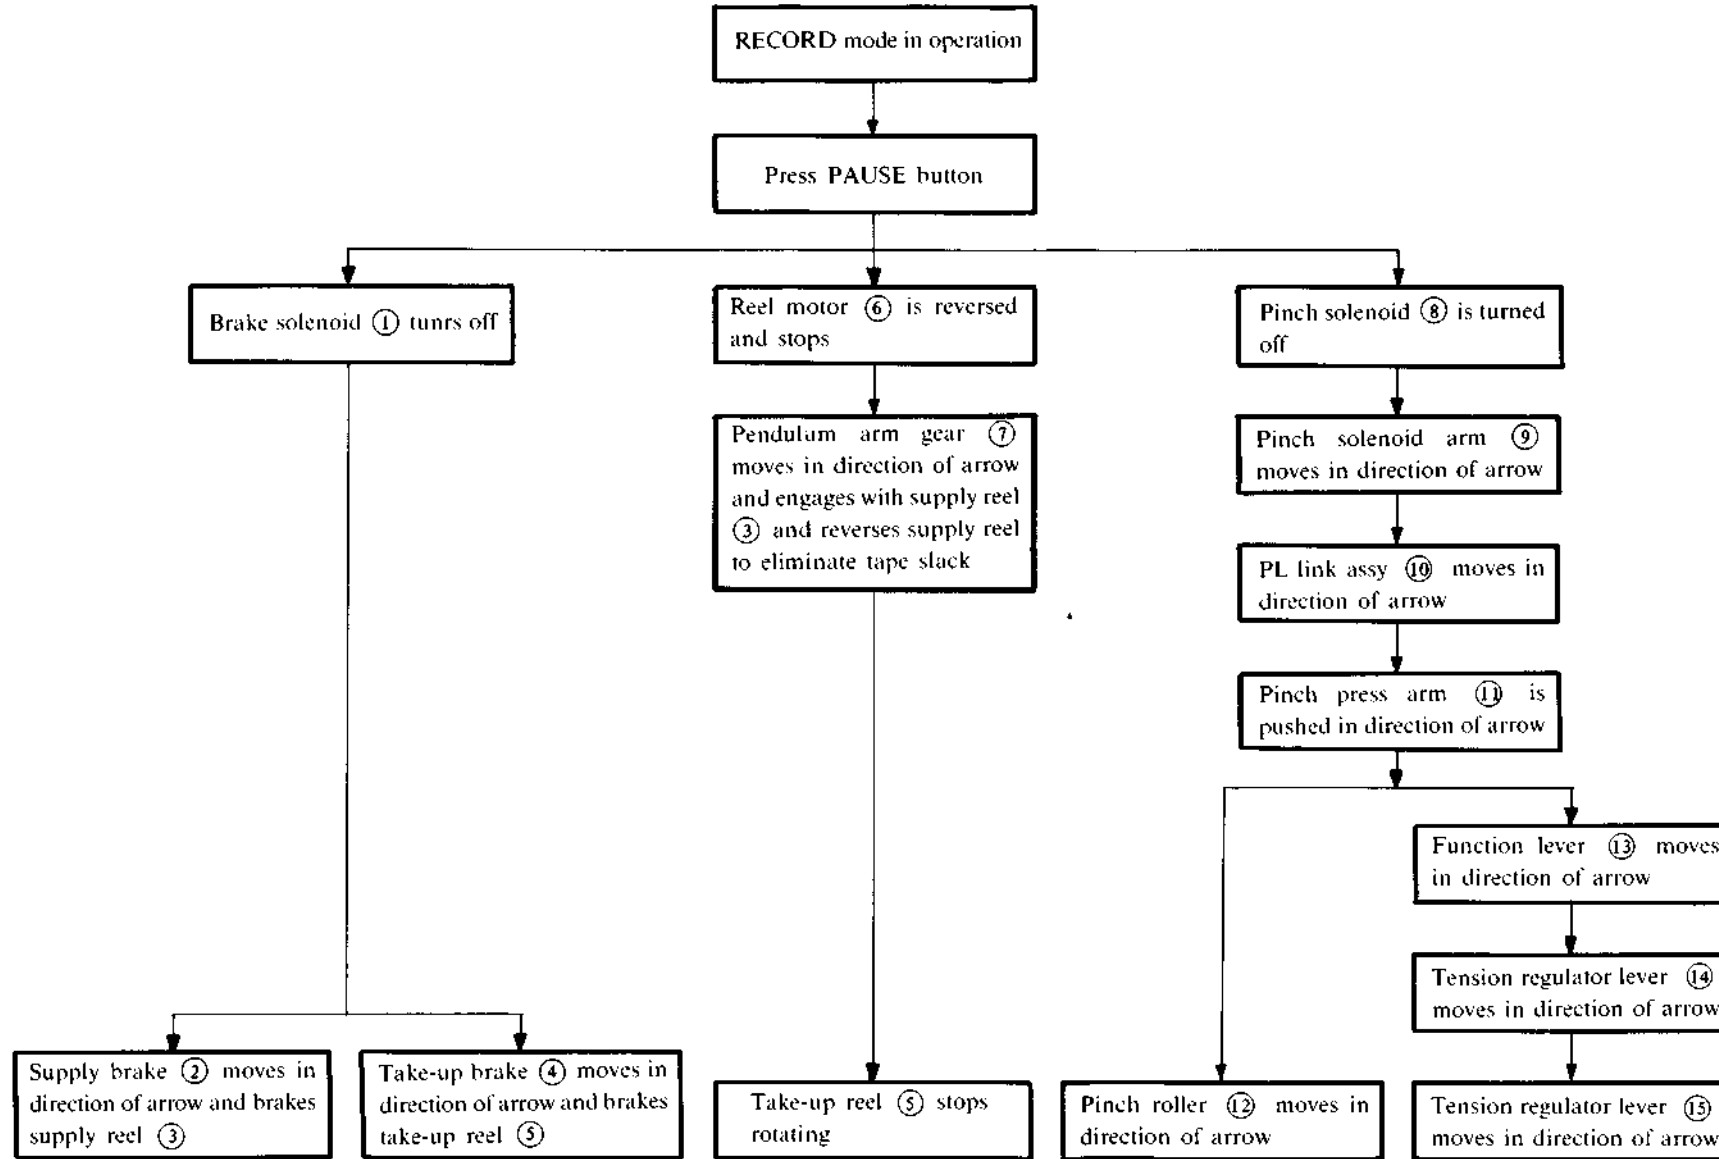 RECORD mode in operation
Press PAUSE button
Brake solenoid ① tunrs off
Reel motor ⑥ is reversed
and stops
Pinch solenoid ⑧ is turned
off
Pendulum arm gear ⑦
moves in direction of arrow
and engages with supply reel
③ and reverses supply reel
to eliminate tape slack
Pinch solenoid arm ⑨
moves in direction of arrow
PL link assy ⑩ moves in
direction of arrow
Pinch press arm ⑪ is
pushed in direction of arrow
Function lever ⑬ moves
in direction of arrow
Tension regulator lever ⑭
moves in direction of arrow
Supply brake ② moves in
direction of arrow and brakes
supply reel ③
Take-up brake ④ moves in
direction of arrow and brakes
take-up reel ⑤
Take-up reel ⑤ stops
rotating
Pinch roller ⑫ moves in
direction of arrow
Tension regulator lever ⑮
moves in direction of arrow